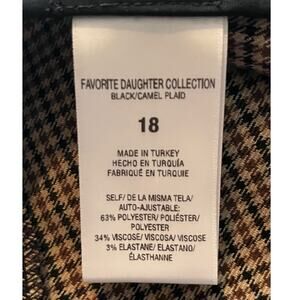 FAVORITE DAUGHTER COLLECTION
BLACK/CAMEL PLAID
18
MADE IN TURKEY
HECHO EN TURQUÍA
FABRIQUÉ EN TURQUIE
SELF/ DE LA MISMA TELA/
AUTO-AJUSTABLE:
63% POLYESTER/ POLIÉSTER/
POLYESTER
34% VISCOSE/ VISCOSA/ VISCOSE
3% ELASTANE/ ELASTANO/
ÉLASTHANNE